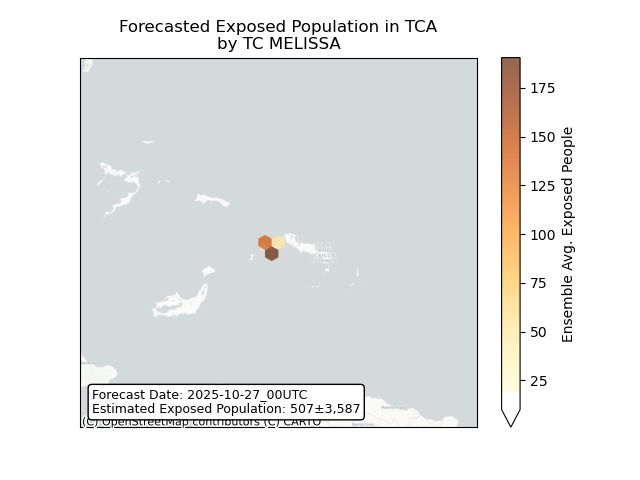 Forecasted Exposed Population in TCA
by TC MELISSA
175
150
125
100
75
50
25
Ensemble Avg. Exposed People
Forecast Date: 2025-10-27_00UTC
Estimated Exposed Population: 507±3,587
(C) OpenStreetMap contributors (C) CARTO